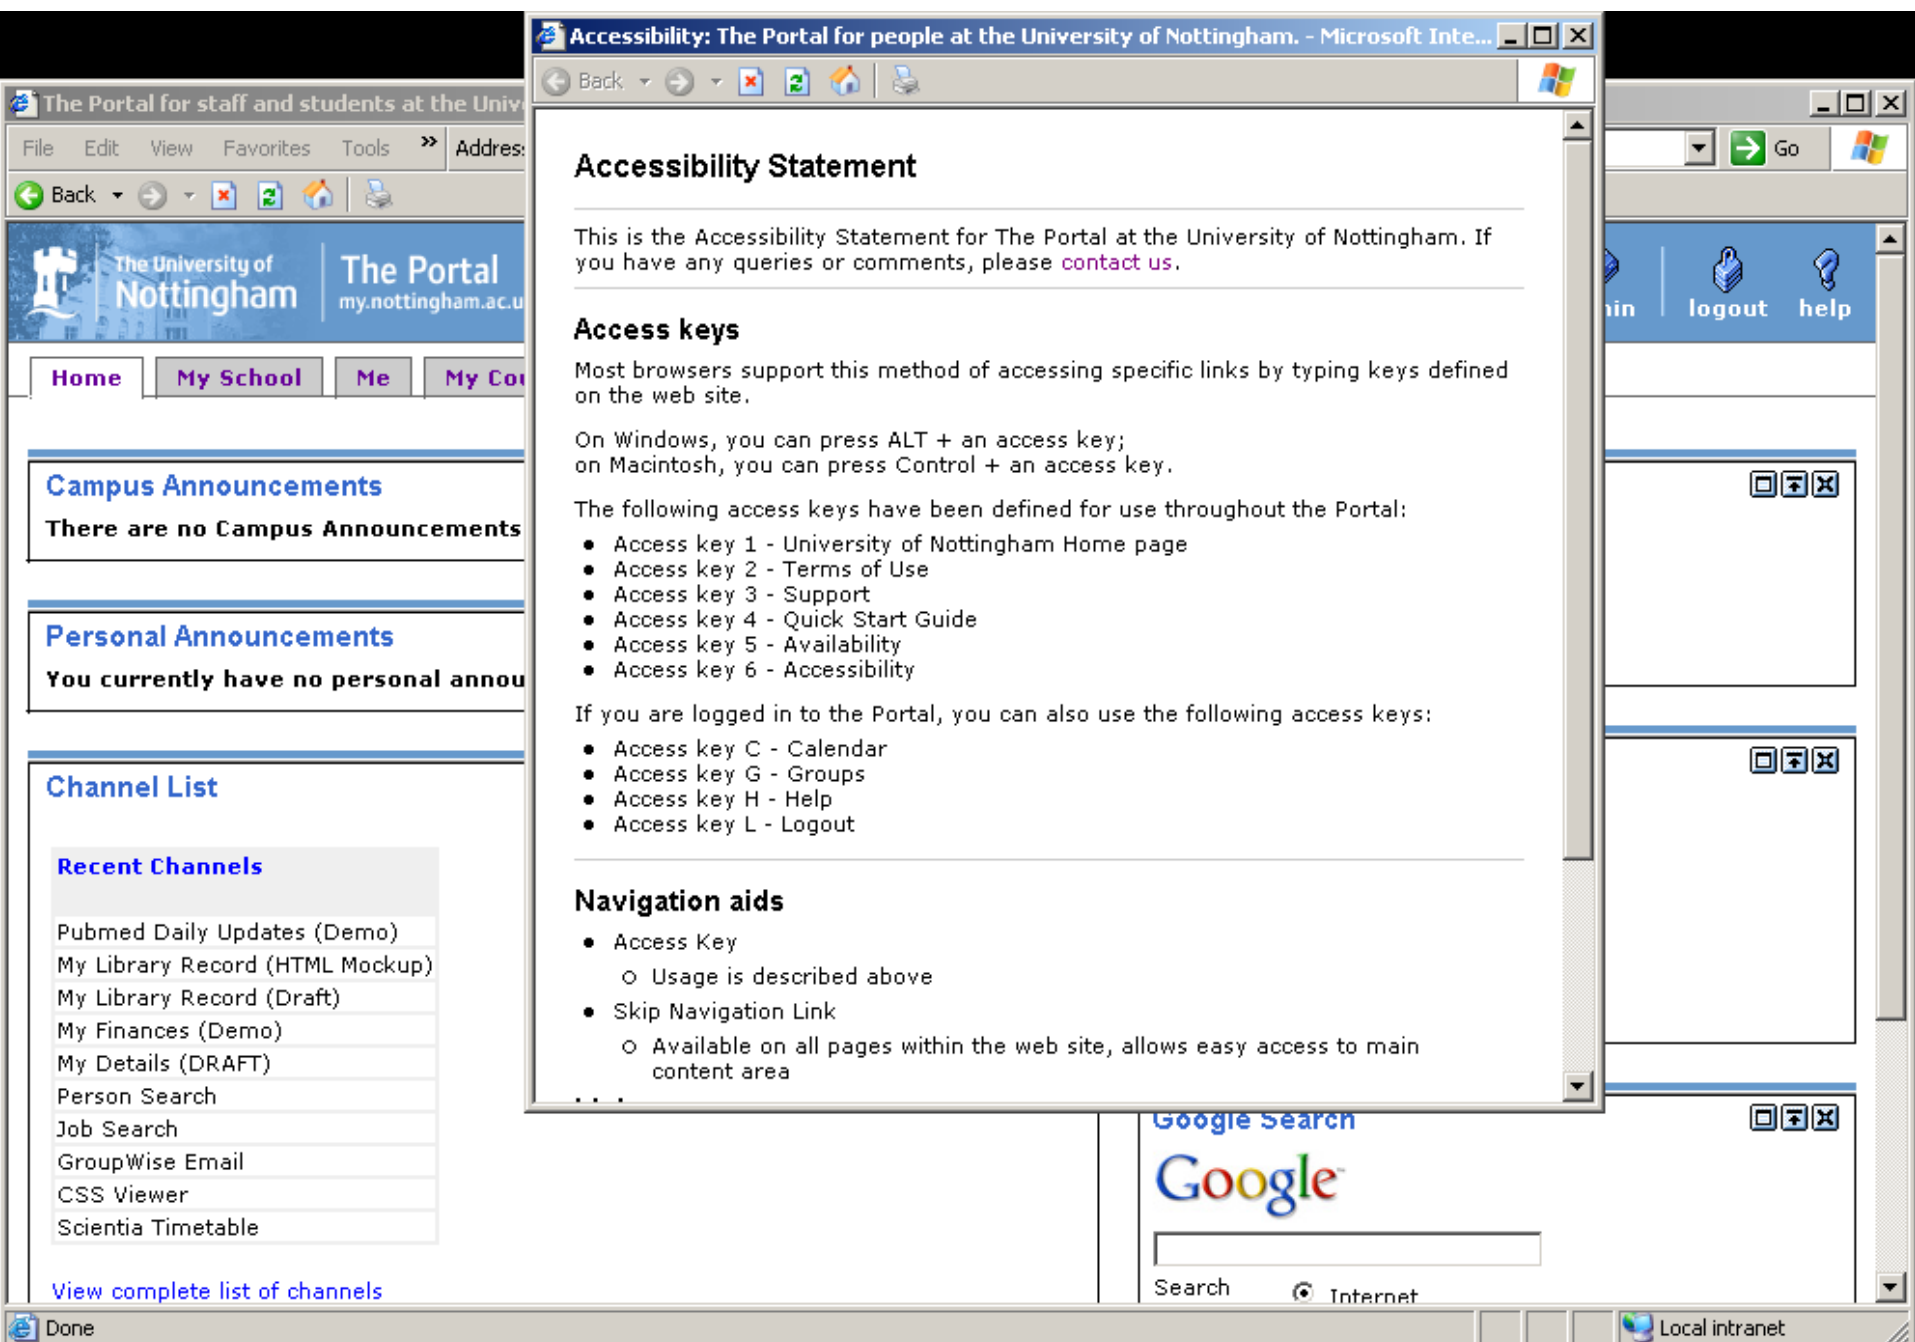 Accessibility: The Portal for people at the University of Nottingham. - Microsoft Inte...
Back
Accessibility Statement
This is the Accessibility Statement for The Portal at the University of Nottingham. If
you have any queries or comments, please contact us.
Access keys
Most browsers support this method of accessing specific links by typing keys defined
on the web site.
On Windows, you can press ALT + an access key;
on Macintosh, you can press Control + an access key.
The following access keys have been defined for use throughout the Portal:
Access key 1 - University of Nottingham Home page
Access key 2 - Terms of Use
Access key 3 - Support
Access key 4 - Quick Start Guide
Access key 5 - Availability
Access key 6 - Accessibility
If you are logged in to the Portal, you can also use the following access keys:
Access key C - Calendar
Access key G - Groups
Access key H - Help
Access key L - Logout
Navigation aids
Access Key
Usage is described above
Skip Navigation Link
Available on all pages within the web site, allows easy access to main
content area
The Portal for staff and students at the Univ
File Edit View Favorites Tools » Addres
Go
Back
The University of
Nottingham
The Portal
my.nottingham.ac.u
in logout help
Home My School Me My Cou
Campus Announcements
There are no Campus Announcements
Personal Announcements
You currently have no personal annou
Channel List
Recent Channels
Pubmed Daily Updates (Demo)
My Library Record (HTML Mockup)
My Library Record (Draft)
My Finances (Demo)
My Details (DRAFT)
Person Search
Job Search
GroupWise Email
CSS Viewer
Scientia Timetable
View complete list of channels
Google Search
Google
Search Internet
Done
Local intranet